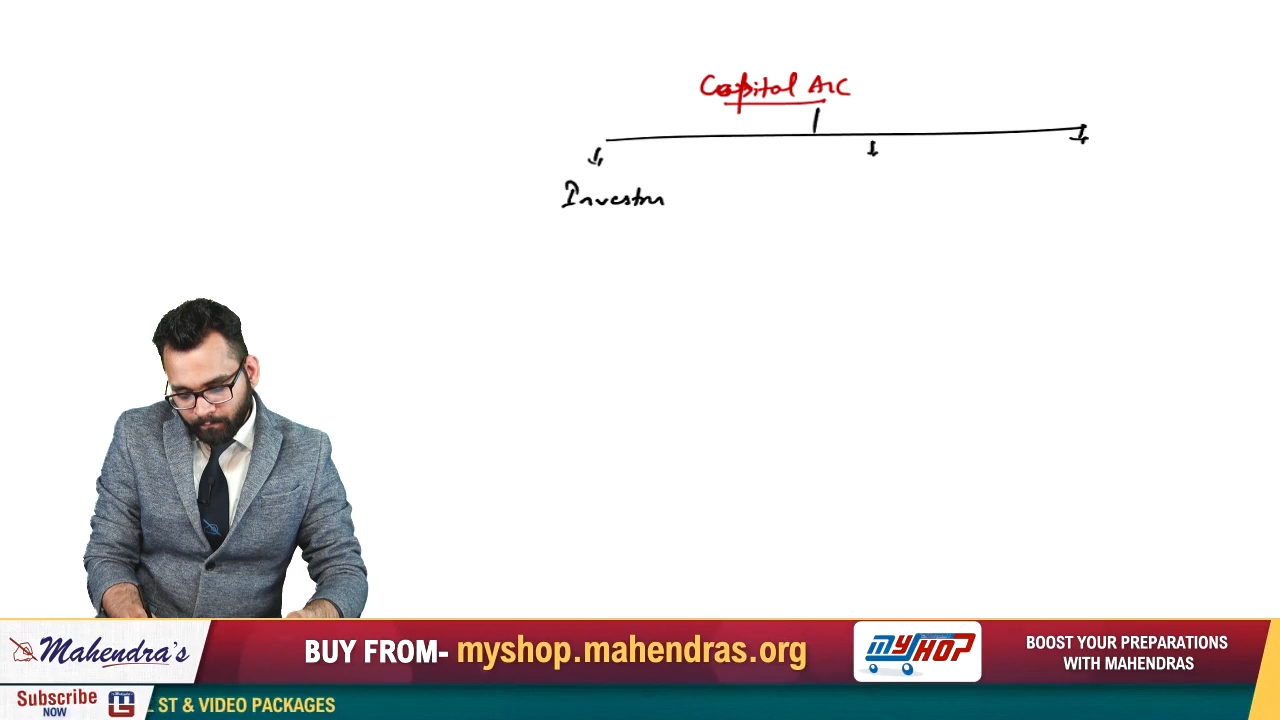 Capital A/C
Investm
Mahendra's
BUY FROM- myshop.mahendras.org
MY HOP
BOOST YOUR PREPARATIONS
WITH MAHENDRAS
Subscribe
NOW
ST & VIDEO PACKAGES